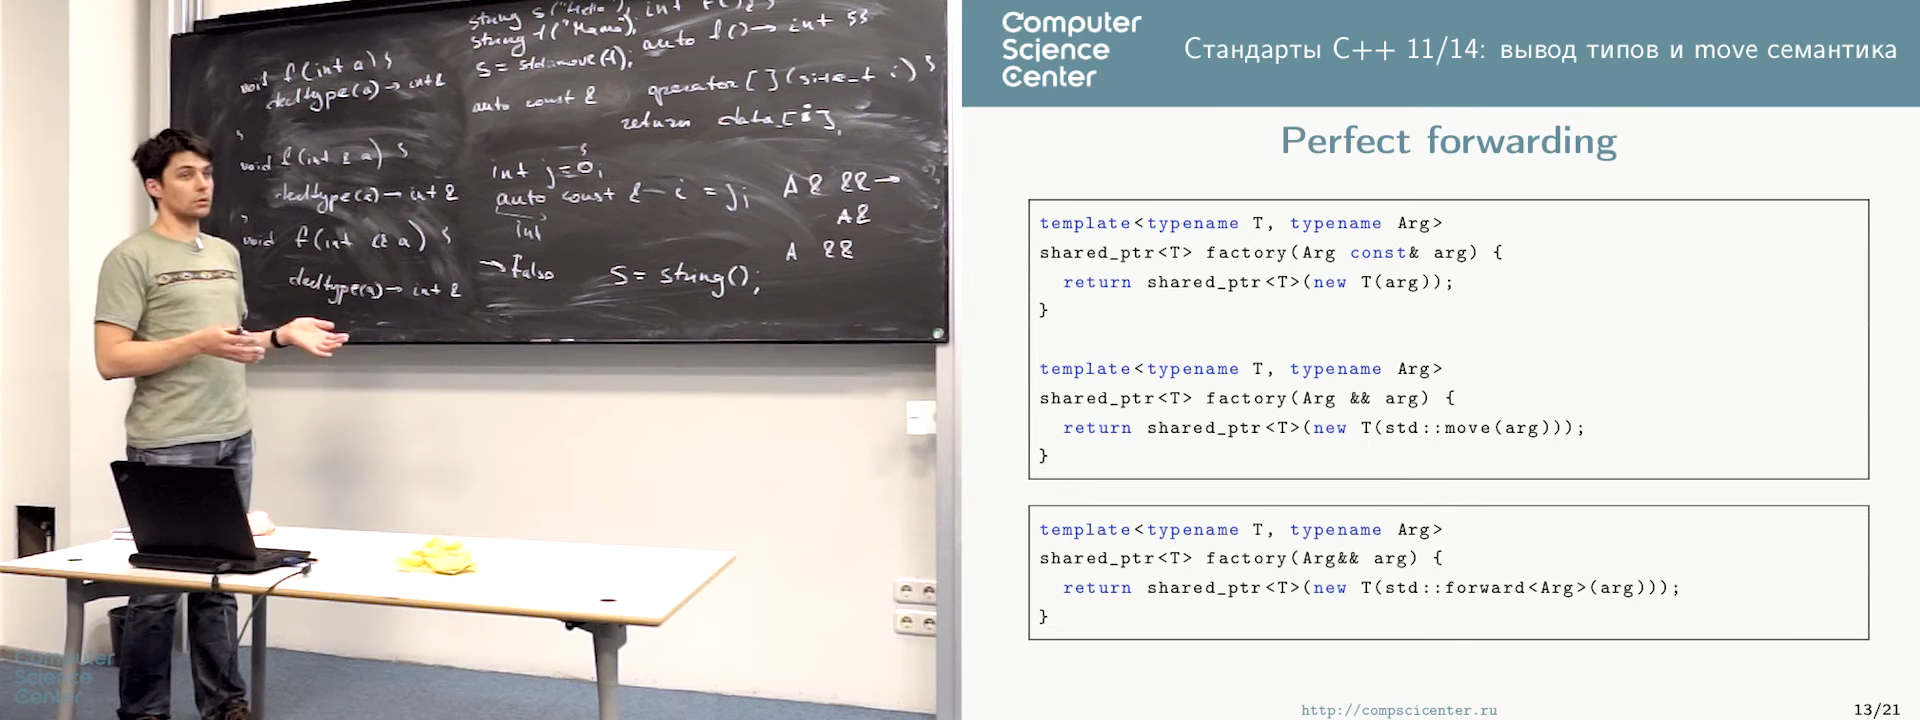 string s("Hello");
string t("Mama");
s = std::move(t);
auto f() → int
auto const &
operator [](size_t i) {
return data[i];
void f(int a) {
decltype(a) → int &
void f(int & a) {
decltype(a) → int &
void f(int && a) {
decltype(a) → int &
int j = 0;
auto const & i = j;
int
→ False
s = string();
A & && →
A &
A &&
Computer
Science
Center
Computer
Science
Center
Стандарты C++ 11/14: вывод типов и move семантика
Perfect forwarding
template<typename T, typename Arg>
shared_ptr<T> factory(Arg const& arg) {
return shared_ptr<T>(new T(arg));
}
template<typename T, typename Arg>
shared_ptr<T> factory(Arg && arg) {
return shared_ptr<T>(new T(std::move(arg)));
}
template<typename T, typename Arg>
shared_ptr<T> factory(Arg&& arg) {
return shared_ptr<T>(new T(std::forward<Arg>(arg)));
}
http://compscicenter.ru
13/21